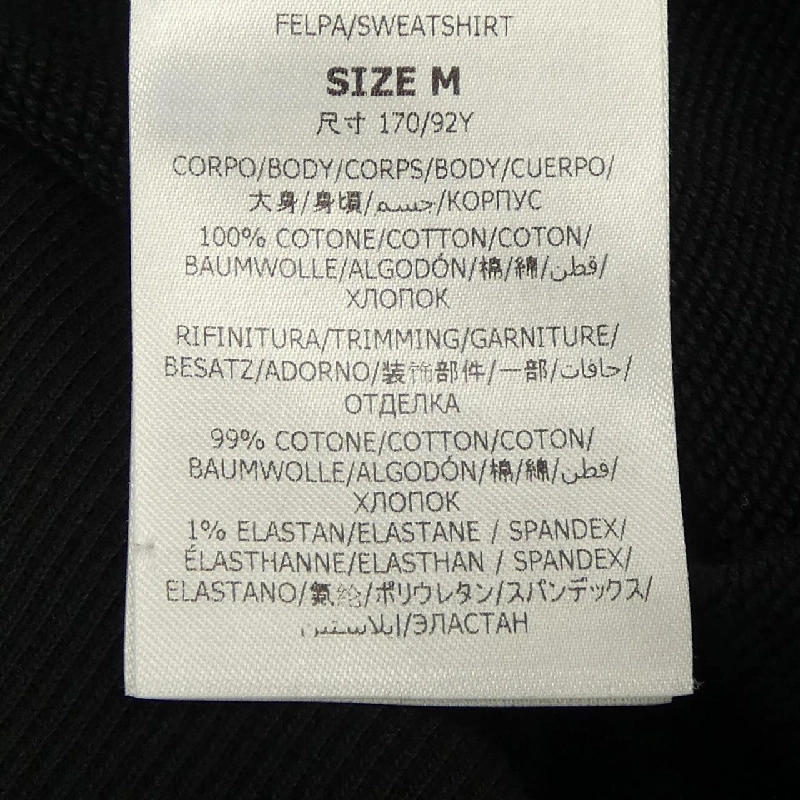 FELPA/SWEATSHIRT
SIZE M
尺寸 170/92Y
CORPO/BODY/CORPS/BODY/CUERPO/
大身/身頃/جسم/КОРПУС
100% COTONE/COTTON/COTON/
BAUMWOLLE/ALGODÓN/棉/綿/قطن/
ХЛОПОК
RIFINITURA/TRIMMING/GARNITURE/
BESATZ/ADORNO/装饰部件/一部/حافات/
ОТДЕЛКА
99% COTONE/COTTON/COTON/
BAUMWOLLE/ALGODÓN/棉/綿/قطن/
ХЛОПОК
1% ELASTAN/ELASTANE / SPANDEX/
ÉLASTHANNE/ELASTHAN / SPANDEX/
ELASTANO/氨纶/ポリウレタン/スパンデックス/
إيلاستين/ЭЛАСТАН